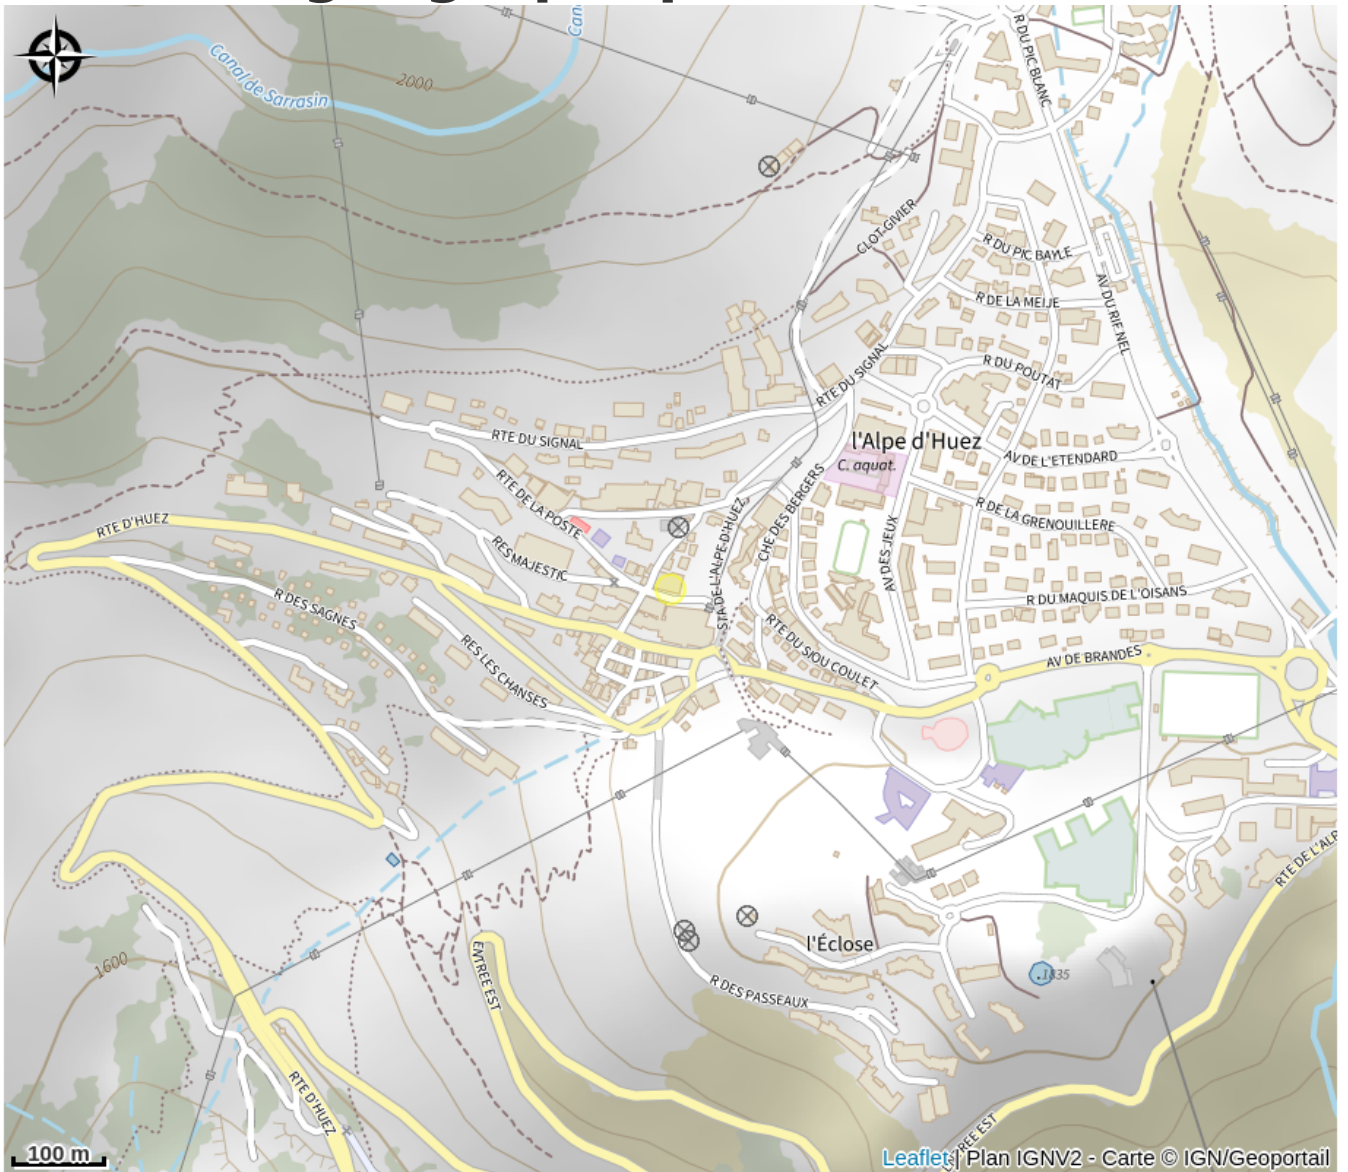 R DU PIC BLANC
Can
Canal de Sarrasin
2000
CLOT GIVIER
R DU PIC BAYLE
R DE LA MEIJE
AV DU RIF NEL
R DU POUTAT
RTE DU SIGNAL
RTE DU SIGNAL
l'Alpe d'Huez
C. aquat.
AV DE L'ETENDARD
RTE DE LA POSTE
R DE LA GRENOUILLERE
RTE D'HUEZ
STA DE L'ALPE D'HUEZ
CHE DES BERGERS
AV DES JEUX
RES MAJESTIC
R DES SAGNES
R DU MAQUIS DE L'OISANS
RES LES CHANSES
RTE DU SIOU COULET
AV DE BRANDES
RTE DE L'ALP
l'Éclose
1600
ENTREE EST
.1835
R DES PASSEAUX
RTE D'HUEZ
REE EST
100 m
Leaflet | Plan IGNV2 - Carte © IGN/Geoportail